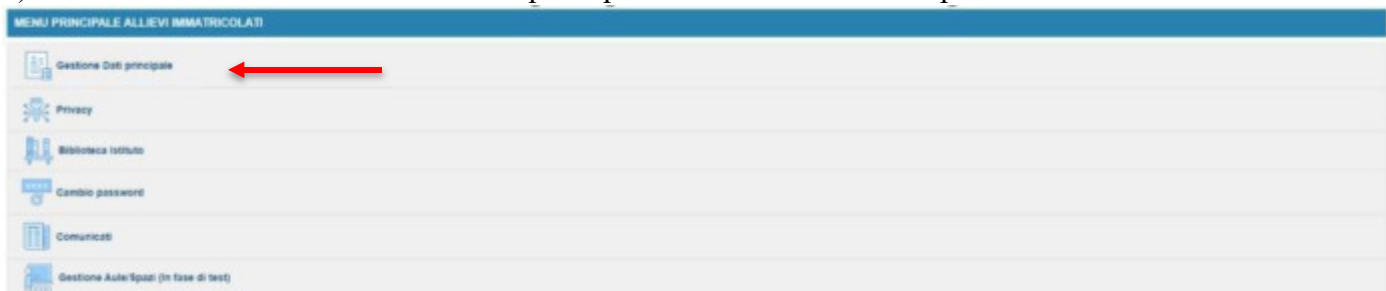 MENU PRINCIPALE ALLIEVI IMMATRICOLATI
Gestione Dati principale
Privacy
Biblioteca Istituto
Cambio password
Comunicati
Gestione Aule/Spazi (In fase di test)